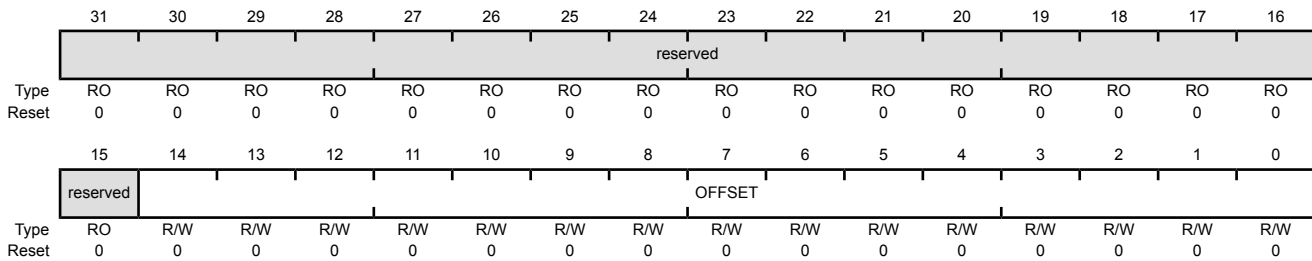 31 30 29 28 27 26 25 24 23 22 21 20 19 18 17 16
reserved
Type RO RO RO RO RO RO RO RO RO RO RO RO RO RO RO RO
Reset 0 0 0 0 0 0 0 0 0 0 0 0 0 0 0 0
15 14 13 12 11 10 9 8 7 6 5 4 3 2 1 0
reserved OFFSET
Type RO R/W R/W R/W R/W R/W R/W R/W R/W R/W R/W R/W R/W R/W R/W R/W
Reset 0 0 0 0 0 0 0 0 0 0 0 0 0 0 0 0